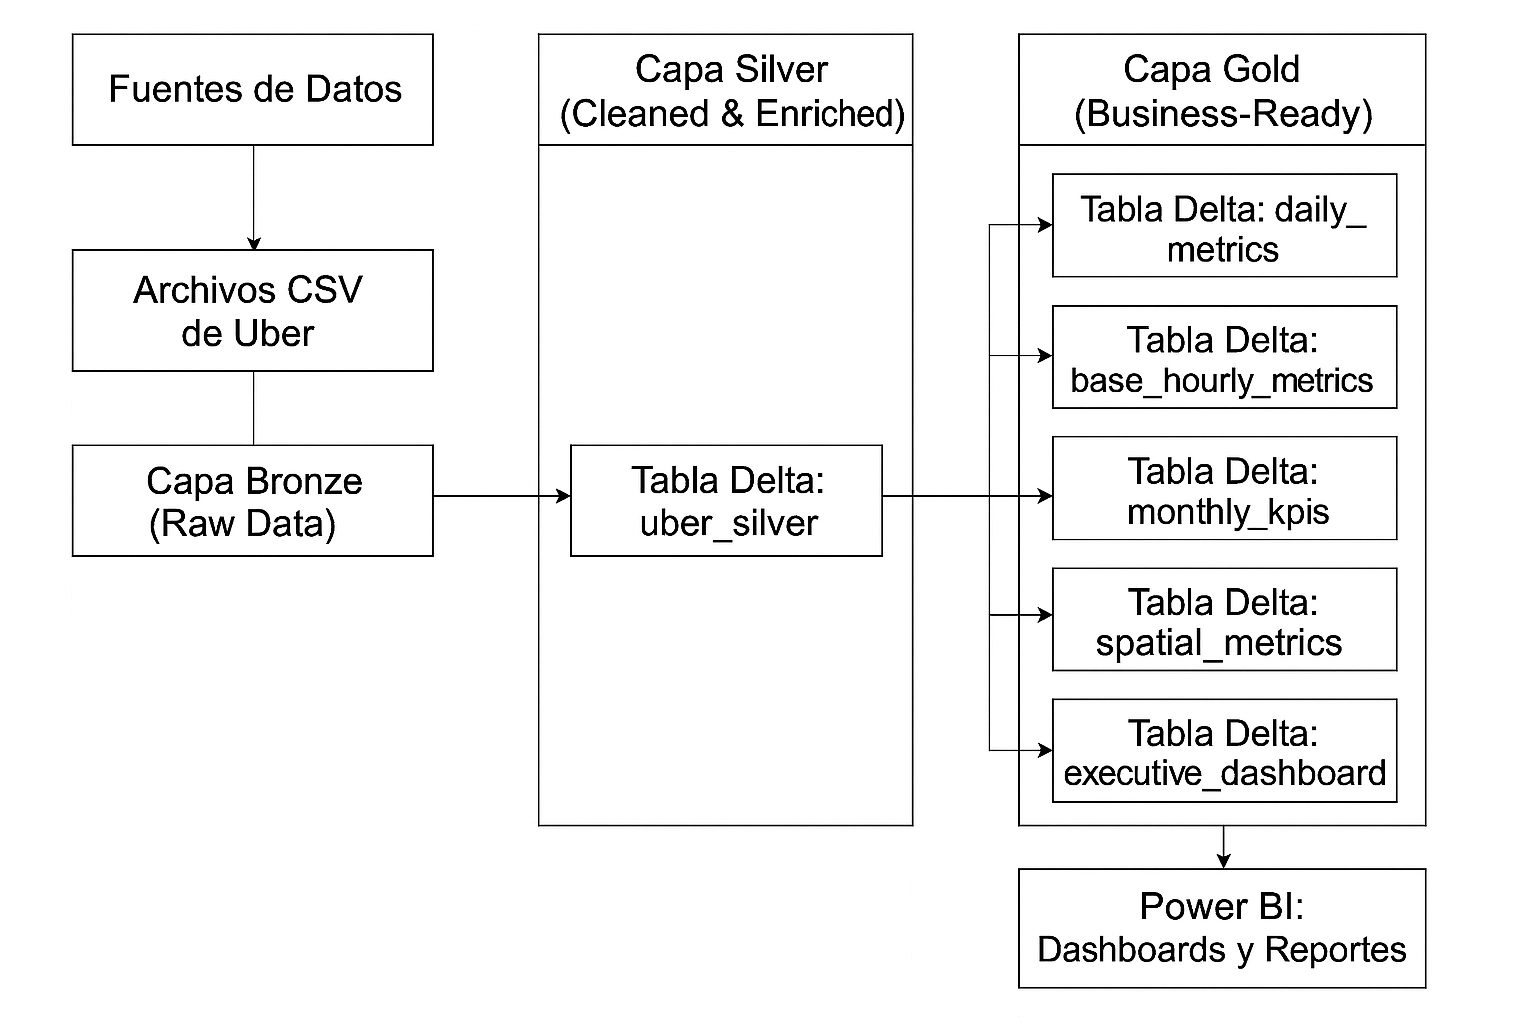 Fuentes de Datos
Archivos CSV
de Uber
Capa Bronze
(Raw Data)
Capa Silver
(Cleaned & Enriched)
Tabla Delta:
uber_silver
Capa Gold
(Business-Ready)
Tabla Delta: daily_
metrics
Tabla Delta:
base_hourly_metrics
Tabla Delta:
monthly_kpis
Tabla Delta:
spatial_metrics
Tabla Delta:
executive_dashboard
Power BI:
Dashboards y Reportes